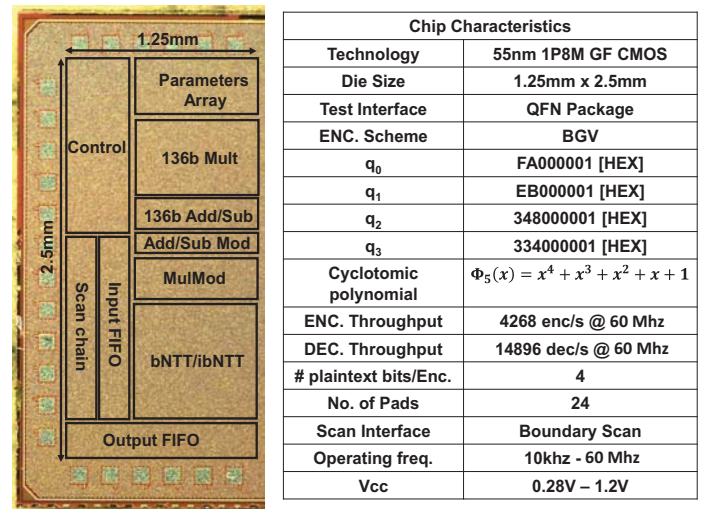 1.25mm
2.5mm
Parameters
Array
Control
136b Mult
136b Add/Sub
Add/Sub Mod
MulMod
Scan chain
Input FIFO
bNTT/ibNTT
Output FIFO
Chip Characteristics
Technology 55nm 1P8M GF CMOS
Die Size 1.25mm x 2.5mm
Test Interface QFN Package
ENC. Scheme BGV
q₀ FA000001 [HEX]
q₁ EB000001 [HEX]
q₂ 348000001 [HEX]
q₃ 334000001 [HEX]
Cyclotomic
polynomial Φ₅(x) = x⁴ + x³ + x² + x + 1
ENC. Throughput 4268 enc/s @ 60 Mhz
DEC. Throughput 14896 dec/s @ 60 Mhz
# plaintext bits/Enc. 4
No. of Pads 24
Scan Interface Boundary Scan
Operating freq. 10khz - 60 Mhz
Vcc 0.28V – 1.2V